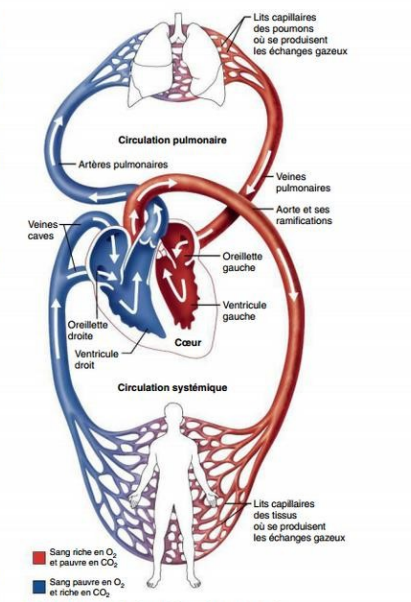 Lits capillaires
des poumons
où se produisent
les échanges gazeux
Circulation pulmonaire
Artères pulmonaires
Veines
pulmonaires
Aorte et ses
ramifications
Veines
caves
Oreillette
gauche
Ventricule
gauche
Oreillette
droite
Cœur
Ventricule
droit
Circulation systémique
Lits capillaires
des tissus
où se produisent
les échanges gazeux
Sang riche en O₂
et pauvre en CO₂
Sang pauvre en O₂
et riche en CO₂